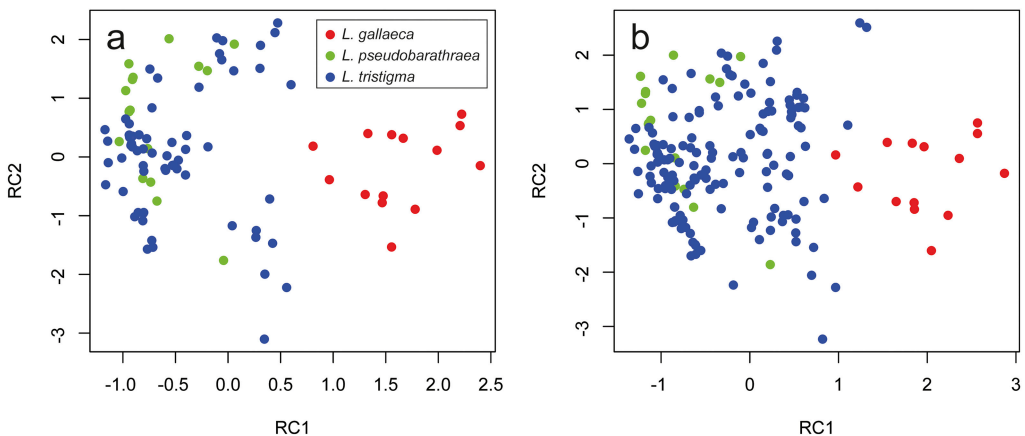 a
L. gallaeca
L. pseudobarathraea
L. tristigma
2
1
0
-1
-2
-3
RC2
-1.0 -0.5 0.0 0.5 1.0 1.5 2.0 2.5
RC1
b
2
1
0
-1
-2
-3
RC2
-1 0 1 2 3
RC1